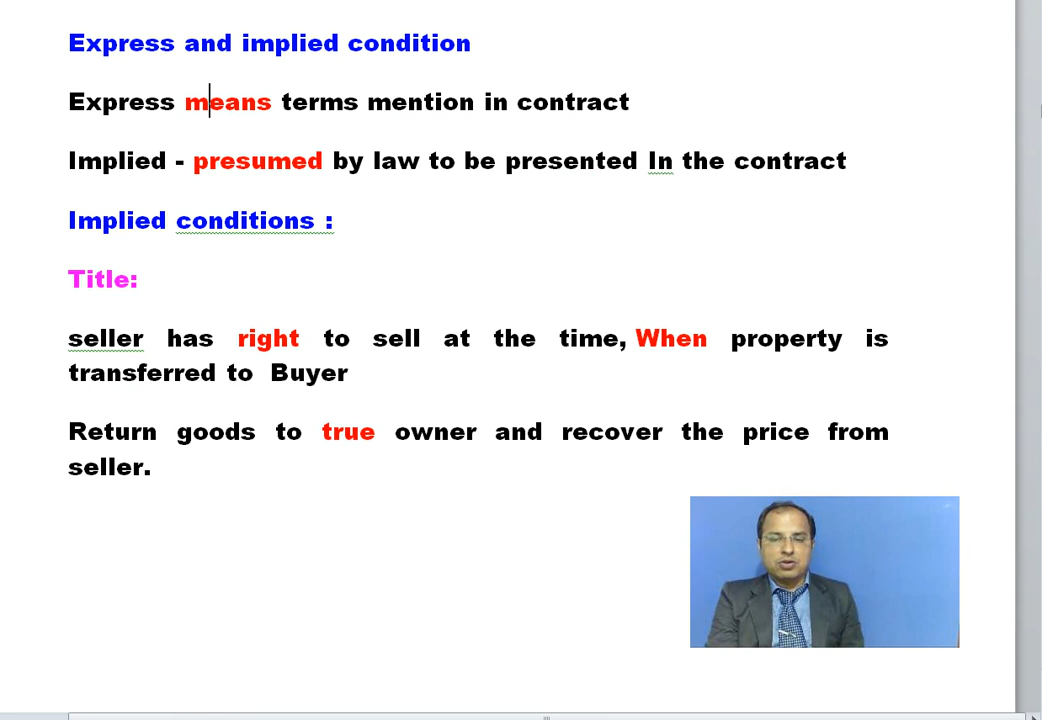 Express and implied condition
Express means terms mention in contract
Implied - presumed by law to be presented In the contract
Implied conditions :
Title:
seller has right to sell at the time, When property is
transferred to Buyer
Return goods to true owner and recover the price from
seller.